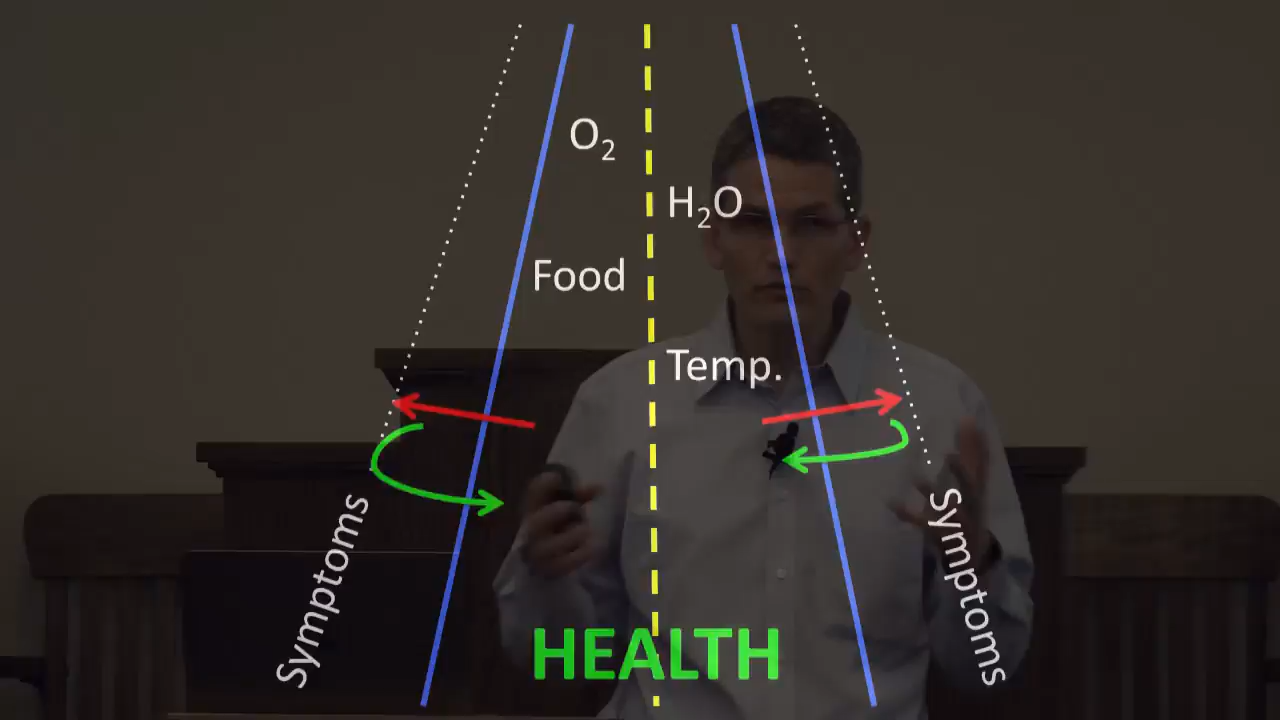 O₂
H₂O
Food
Temp.
Symptoms
Symptoms
HEALTH